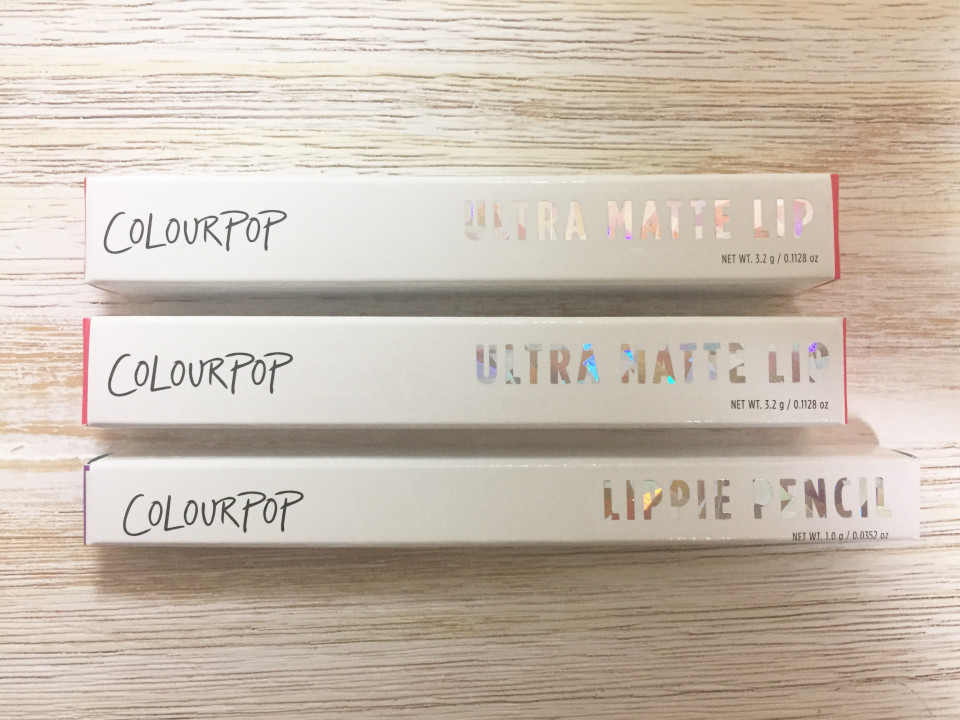 COLOURPOP
ULTRA MATTE LIP
NET WT. 3.2 g / 0.1128 oz
COLOURPOP
ULTRA MATTE LIP
NET WT. 3.2 g / 0.1128 oz
COLOURPOP
LIPPIE PENCIL
NET WT. 1.0 g / 0.0352 oz